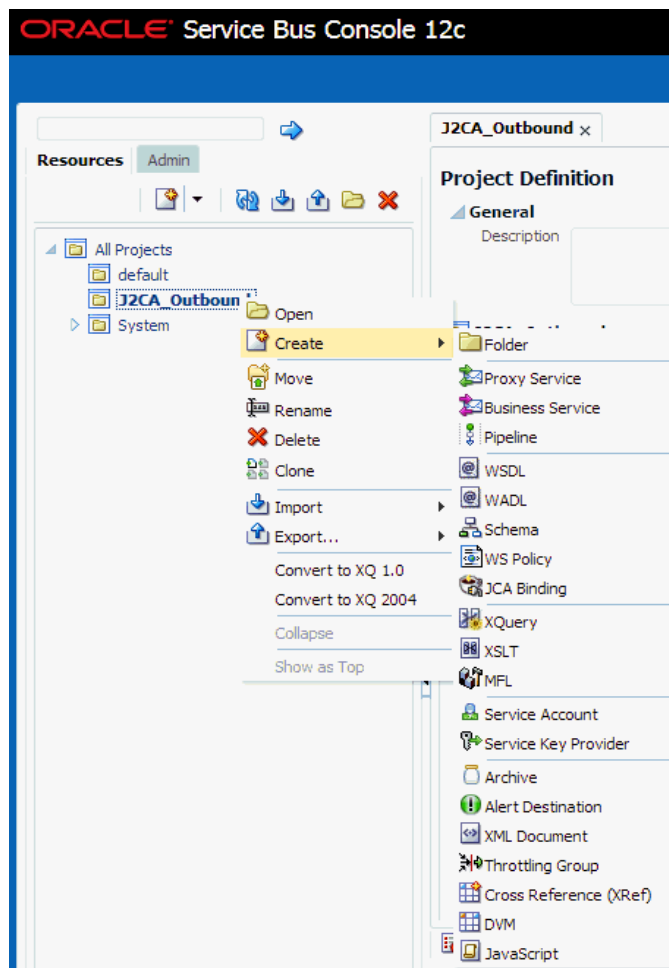 ORACLE Service Bus Console 12c
J2CA_Outbound
Resources Admin
Project Definition
General
Description
All Projects
default
J2CA_Outboun
System
Open
Create
Move
Rename
Delete
Clone
Import
Export...
Convert to XQ 1.0
Convert to XQ 2004
Collapse
Show as Top
Folder
Proxy Service
Business Service
Pipeline
WSDL
WADL
Schema
WS Policy
JCA Binding
XQuery
XSLT
MFL
Service Account
Service Key Provider
Archive
Alert Destination
XML Document
Throttling Group
Cross Reference (XRef)
DVM
JavaScript